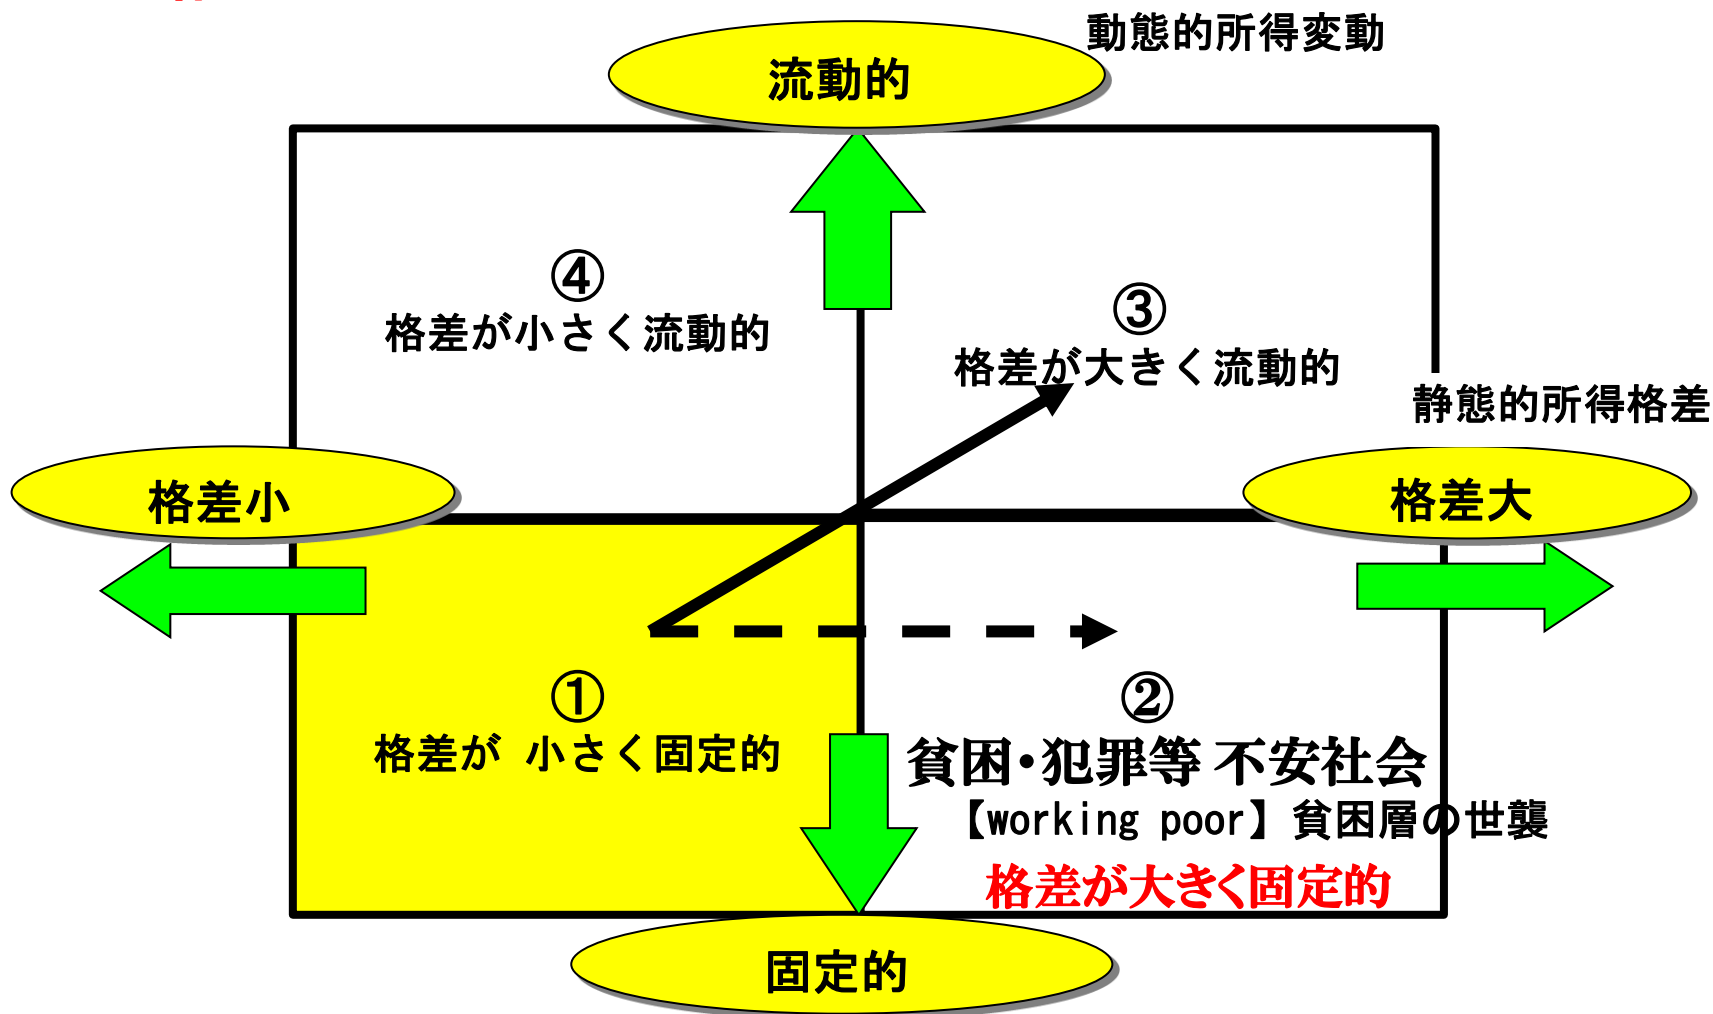 動態的所得変動
流動的
④
格差が小さく流動的
③
格差が大きく流動的
静態的所得格差
格差小
格差大
①
格差が 小さく固定的
②
貧困・犯罪等 不安社会
【working poor】貧困層の世襲
格差が大きく固定的
固定的